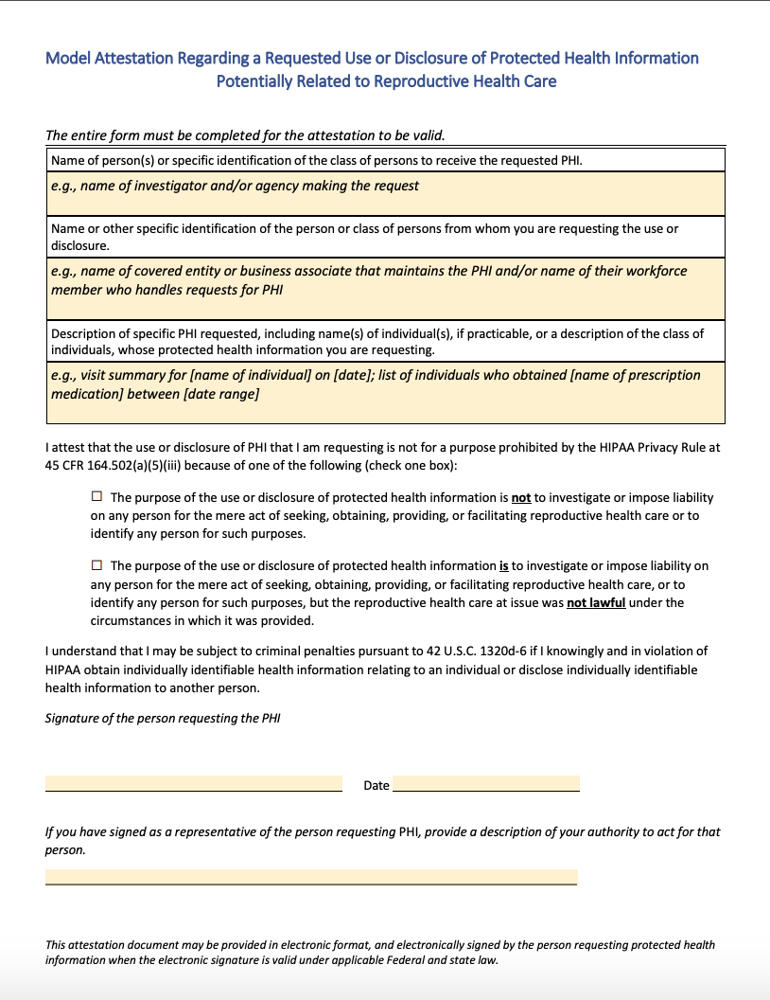 Model Attestation Regarding a Requested Use or Disclosure of Protected Health Information
Potentially Related to Reproductive Health Care
The entire form must be completed for the attestation to be valid.
Name of person(s) or specific identification of the class of persons to receive the requested PHI.
e.g., name of investigator and/or agency making the request
Name or other specific identification of the person or class of persons from whom you are requesting the use or
disclosure.
e.g., name of covered entity or business associate that maintains the PHI and/or name of their workforce
member who handles requests for PHI
Description of specific PHI requested, including name(s) of individual(s), if practicable, or a description of the class of
individuals, whose protected health information you are requesting.
e.g., visit summary for [name of individual] on [date]; list of individuals who obtained [name of prescription
medication] between [date range]
I attest that the use or disclosure of PHI that I am requesting is not for a purpose prohibited by the HIPAA Privacy Rule at
45 CFR 164.502(a)(5)(iii) because of one of the following (check one box):
☐ The purpose of the use or disclosure of protected health information is not to investigate or impose liability
on any person for the mere act of seeking, obtaining, providing, or facilitating reproductive health care or to
identify any person for such purposes.
☐ The purpose of the use or disclosure of protected health information is to investigate or impose liability on
any person for the mere act of seeking, obtaining, providing, or facilitating reproductive health care, or to
identify any person for such purposes, but the reproductive health care at issue was not lawful under the
circumstances in which it was provided.
I understand that I may be subject to criminal penalties pursuant to 42 U.S.C. 1320d-6 if I knowingly and in violation of
HIPAA obtain individually identifiable health information relating to an individual or disclose individually identifiable
health information to another person.
Signature of the person requesting the PHI
Date
If you have signed as a representative of the person requesting PHI, provide a description of your authority to act for that
person.
This attestation document may be provided in electronic format, and electronically signed by the person requesting protected health
information when the electronic signature is valid under applicable Federal and state law.